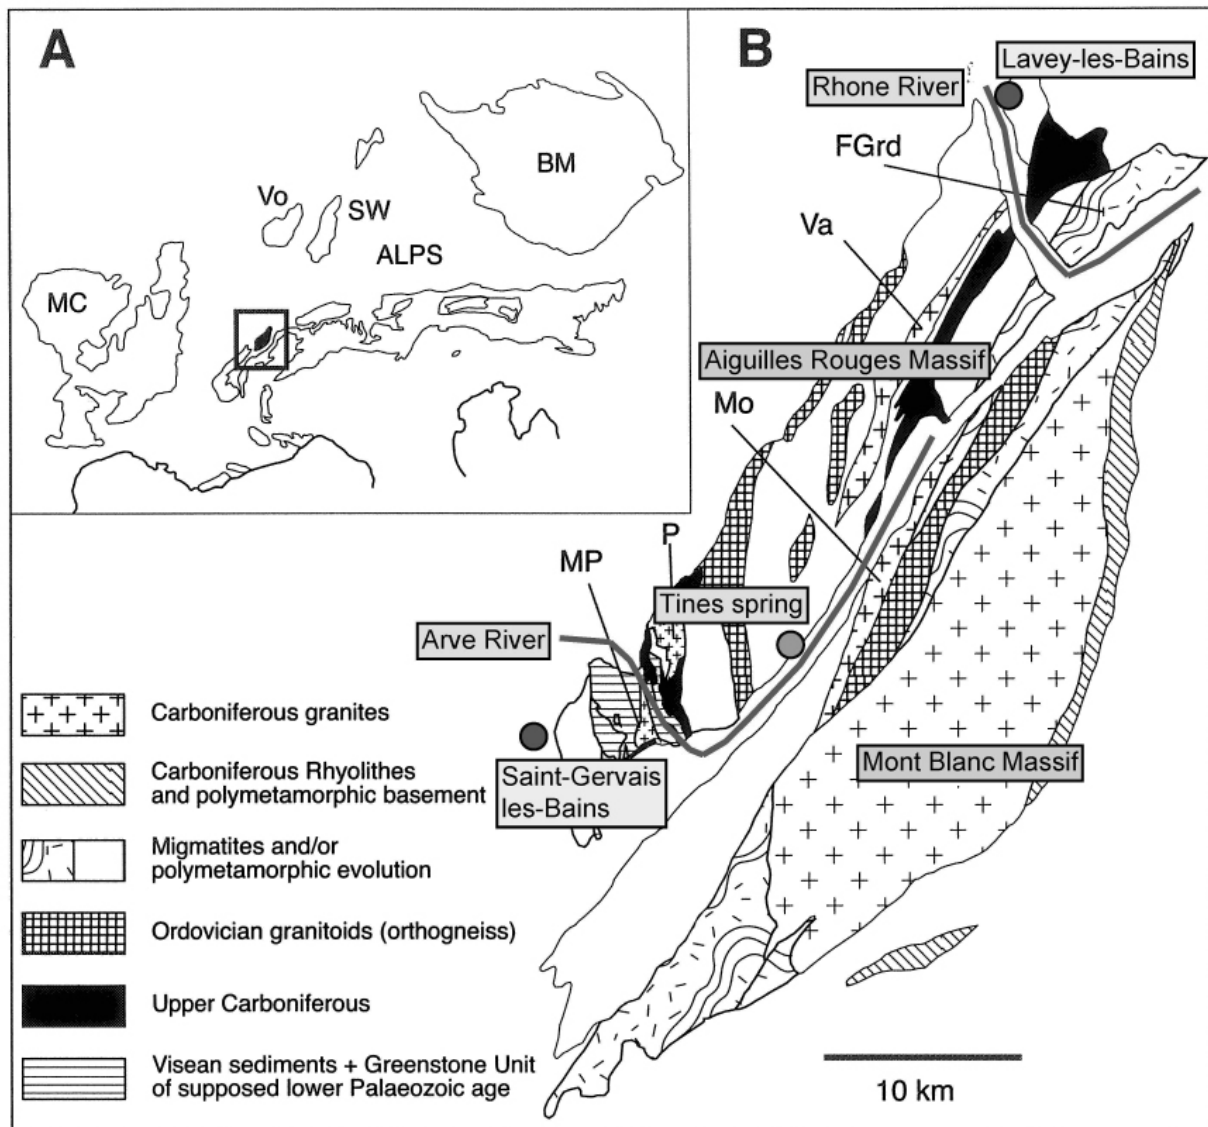 A
BM
Vo
SW
ALPS
MC
B
Lavey-les-Bains
Rhone River
FGrd
Va
Aiguilles Rouges Massif
Mo
P
MP
Tines spring
Arve River
Saint-Gervais
les-Bains
Mont Blanc Massif
Carboniferous granites
Carboniferous Rhyolithes
and polymetamorphic basement
Migmatites and/or
polymetamorphic evolution
Ordovician granitoids (orthogneiss)
Upper Carboniferous
Visean sediments + Greenstone Unit
of supposed lower Palaeozoic age
10 km